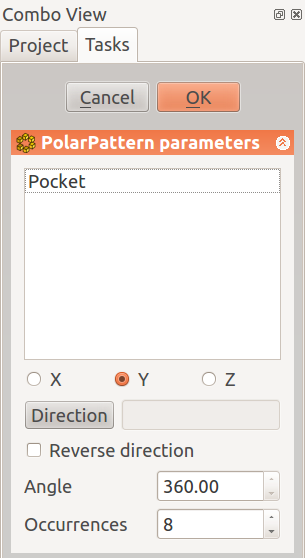 Combo View
Project Tasks
Cancel OK
PolarPattern parameters
Pocket
X Y Z
Direction
Reverse direction
Angle 360.00
Occurrences 8